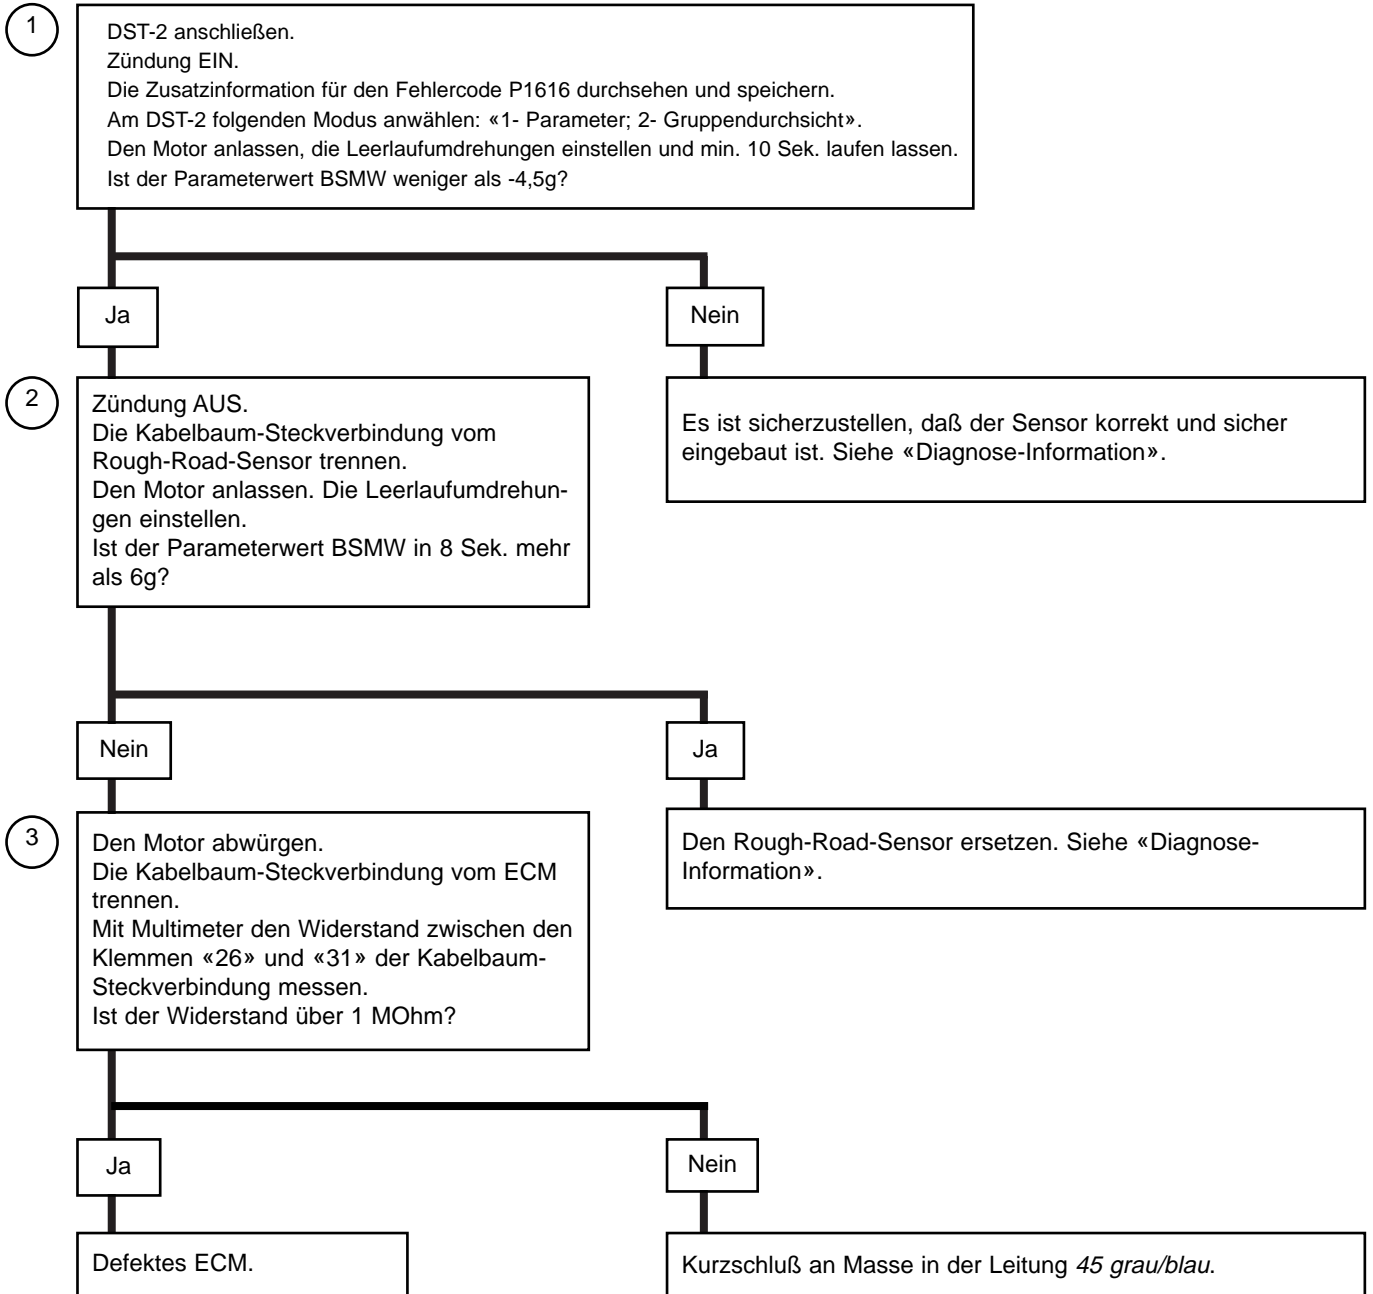 1
DST-2 anschließen.
Zündung EIN.
Die Zusatzinformation für den Fehlercode P1616 durchsehen und speichern.
Am DST-2 folgenden Modus anwählen: «1- Parameter; 2- Gruppendurchsicht».
Den Motor anlassen, die Leerlaufumdrehungen einstellen und min. 10 Sek. laufen lassen.
Ist der Parameterwert BSMW weniger als -4,5g?
Ja
Nein
2
Zündung AUS.
Die Kabelbaum-Steckverbindung vom
Rough-Road-Sensor trennen.
Den Motor anlassen. Die Leerlaufumdrehun-
gen einstellen.
Ist der Parameterwert BSMW in 8 Sek. mehr
als 6g?
Es ist sicherzustellen, daß der Sensor korrekt und sicher
eingebaut ist. Siehe «Diagnose-Information».
Nein
Ja
3
Den Motor abwürgen.
Die Kabelbaum-Steckverbindung vom ECM
trennen.
Mit Multimeter den Widerstand zwischen den
Klemmen «26» und «31» der Kabelbaum-
Steckverbindung messen.
Ist der Widerstand über 1 MOhm?
Den Rough-Road-Sensor ersetzen. Siehe «Diagnose-
Information».
Ja
Nein
Defektes ECM.
Kurzschluß an Masse in der Leitung 45 grau/blau.